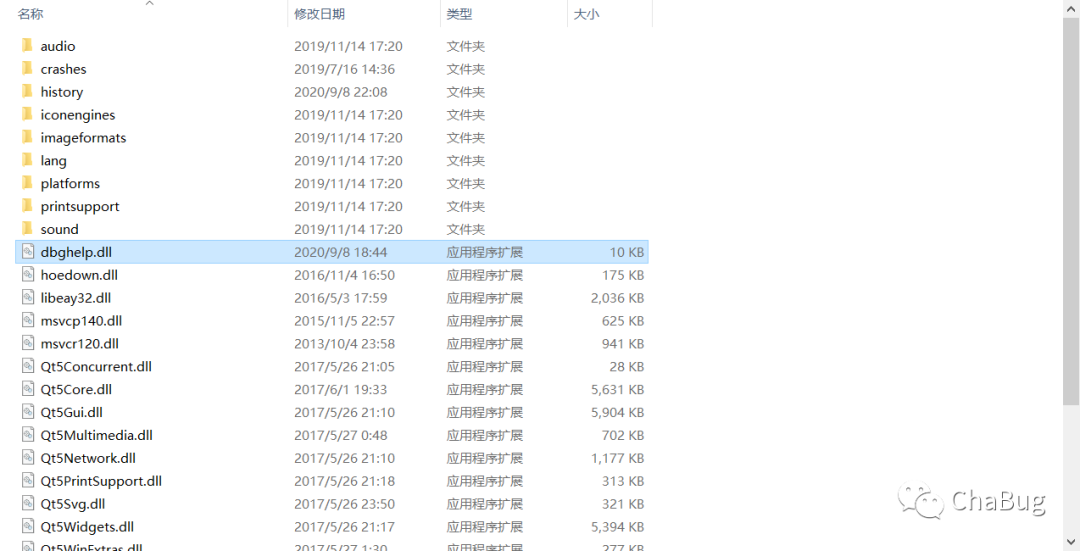 名称 修改日期 类型 大小
audio 2019/11/14 17:20 文件夹
crashes 2019/7/16 14:36 文件夹
history 2020/9/8 22:08 文件夹
iconengines 2019/11/14 17:20 文件夹
imageformats 2019/11/14 17:20 文件夹
lang 2019/11/14 17:20 文件夹
platforms 2019/11/14 17:20 文件夹
printsupport 2019/11/14 17:20 文件夹
sound 2019/11/14 17:20 文件夹
dbghelp.dll 2020/9/8 18:44 应用程序扩展 10 KB
hoedown.dll 2016/11/4 16:50 应用程序扩展 175 KB
libeay32.dll 2016/5/3 17:59 应用程序扩展 2,036 KB
msvcp140.dll 2015/11/5 22:57 应用程序扩展 625 KB
msvcr120.dll 2013/10/4 23:58 应用程序扩展 941 KB
Qt5Concurrent.dll 2017/5/26 21:05 应用程序扩展 28 KB
Qt5Core.dll 2017/6/1 19:33 应用程序扩展 5,631 KB
Qt5Gui.dll 2017/5/26 21:10 应用程序扩展 5,904 KB
Qt5Multimedia.dll 2017/5/27 0:48 应用程序扩展 702 KB
Qt5Network.dll 2017/5/26 21:10 应用程序扩展 1,177 KB
Qt5PrintSupport.dll 2017/5/26 21:18 应用程序扩展 313 KB
Qt5Svg.dll 2017/5/26 23:50 应用程序扩展 321 KB
Qt5Widgets.dll 2017/5/26 21:17 应用程序扩展 5,394 KB
Qt5WinExtras.dll 2017/5/27 1:30 应用程序扩展 277 KB
ChaBug